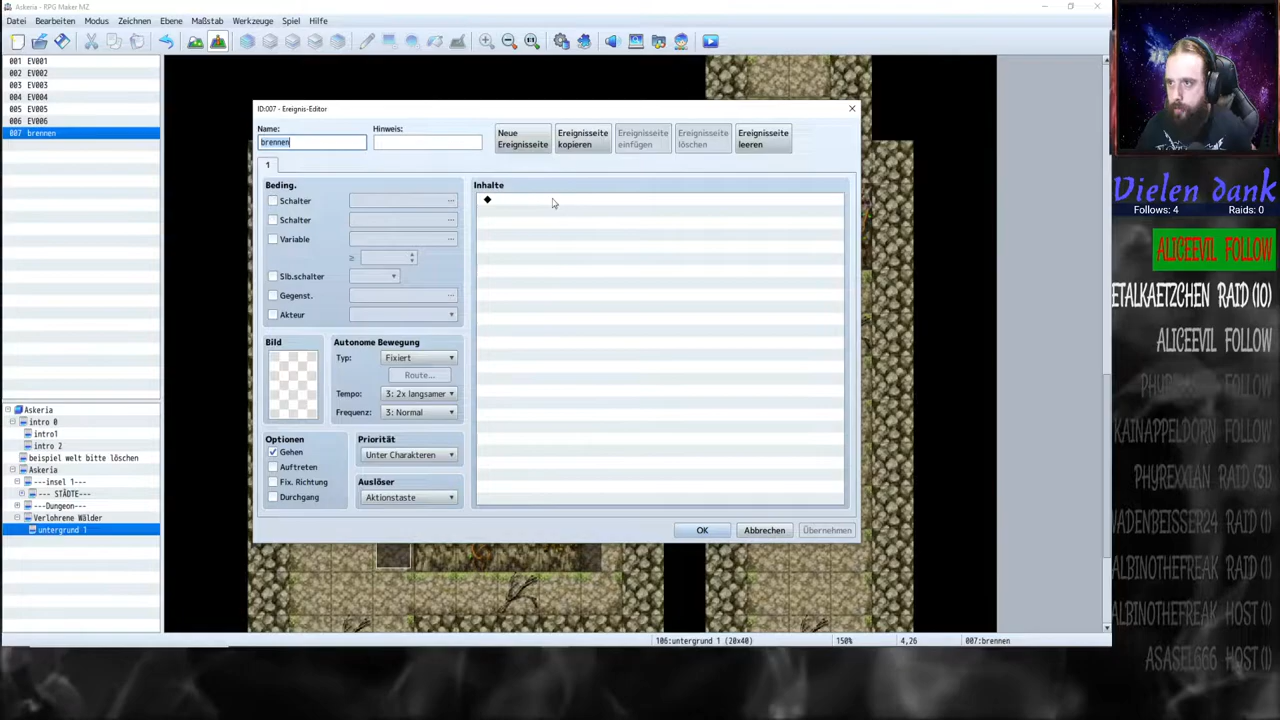 Askeria - RPG Maker MZ
Datei Bearbeiten Modus Zeichnen Ebene Maßstab Werkzeuge Spiel Hilfe
001 EV001
002 EV002
003 EV003
004 EV004
005 EV005
006 EV006
007 brennen
Askeria
intro 0
intro1
intro 2
beispiel welt bitte löschen
Askeria
---insel 1---
--- STÄDTE---
---Dungeon---
Verlohrene Wälder
untergrund 1
ID:007 - Ereignis-Editor
Name:
brennen
Hinweis:
Neue Ereignisseite
Ereignisseite kopieren
Ereignisseite einfügen
Ereignisseite löschen
Ereignisseite leeren
1
Beding.
Schalter
Schalter
Variable
≥
Slb.schalter
Gegenst.
Akteur
Bild
Autonome Bewegung
Typ: Fixiert
Route...
Tempo: 3: 2x langsamer
Frequenz: 3: Normal
Optionen
Gehen
Auftreten
Fix. Richtung
Durchgang
Priorität
Unter Charakteren
Auslöser
Aktionstaste
Inhalte
OK Abbrechen Übernehmen
106:untergrund 1 (20x40) 150% 4,26 007:brennen
Vielen dank
Follows: 4 Raids: 0
ALICEEVIL FOLLOW
ETALKAETZCHEN RAID (10)
ALICEEVIL FOLLOW
PHYREXXIAN FOLLOW
KAINAPPELDORN FOLLOW
PHYREXXIAN RAID (3)
WADENBEISSER24 RAID (1)
ALBINOTHEFREAK RAID (1)
ALBINOTHEFREAK HOST (1)
ASASEL666 HOST (1)